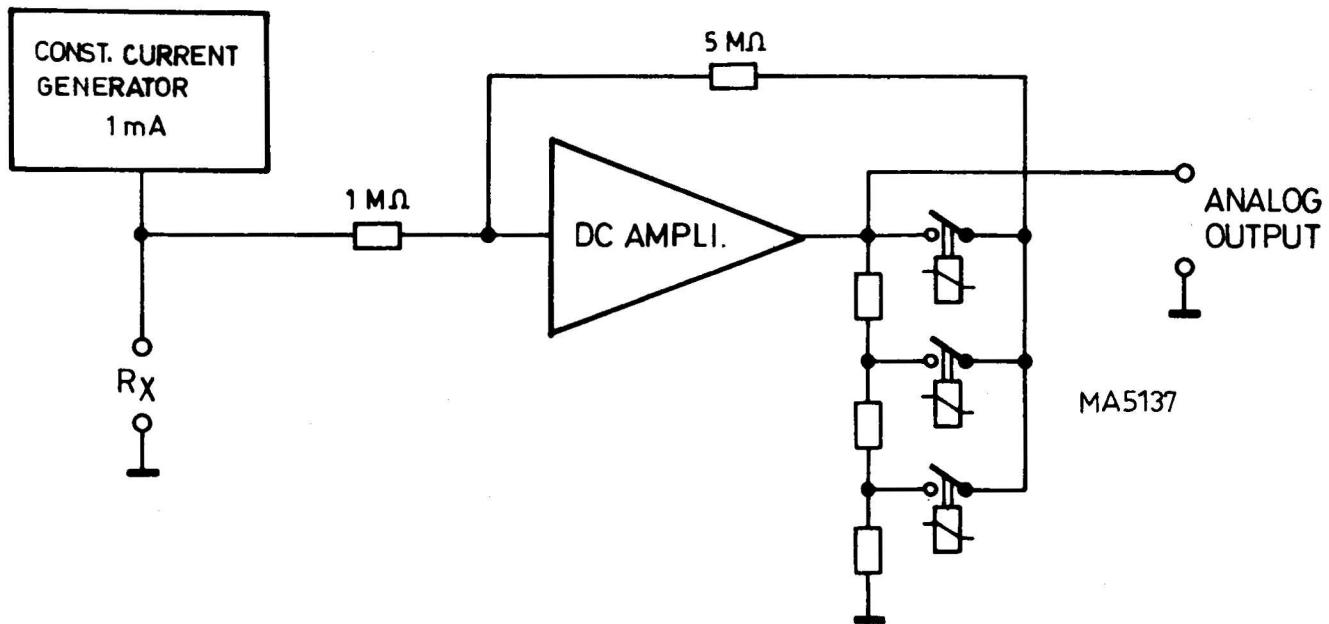 CONST. CURRENT
GENERATOR
1 mA
5 MΩ
1 MΩ
DC AMPLI.
ANALOG
OUTPUT
RX
MA5137